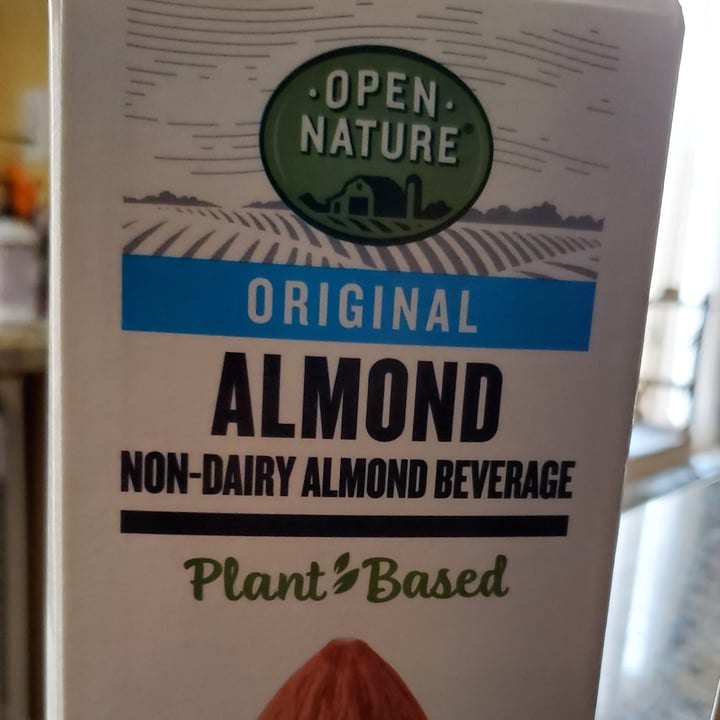 ·OPEN·
NATURE®
ORIGINAL
ALMOND
NON-DAIRY ALMOND BEVERAGE
Plant Based